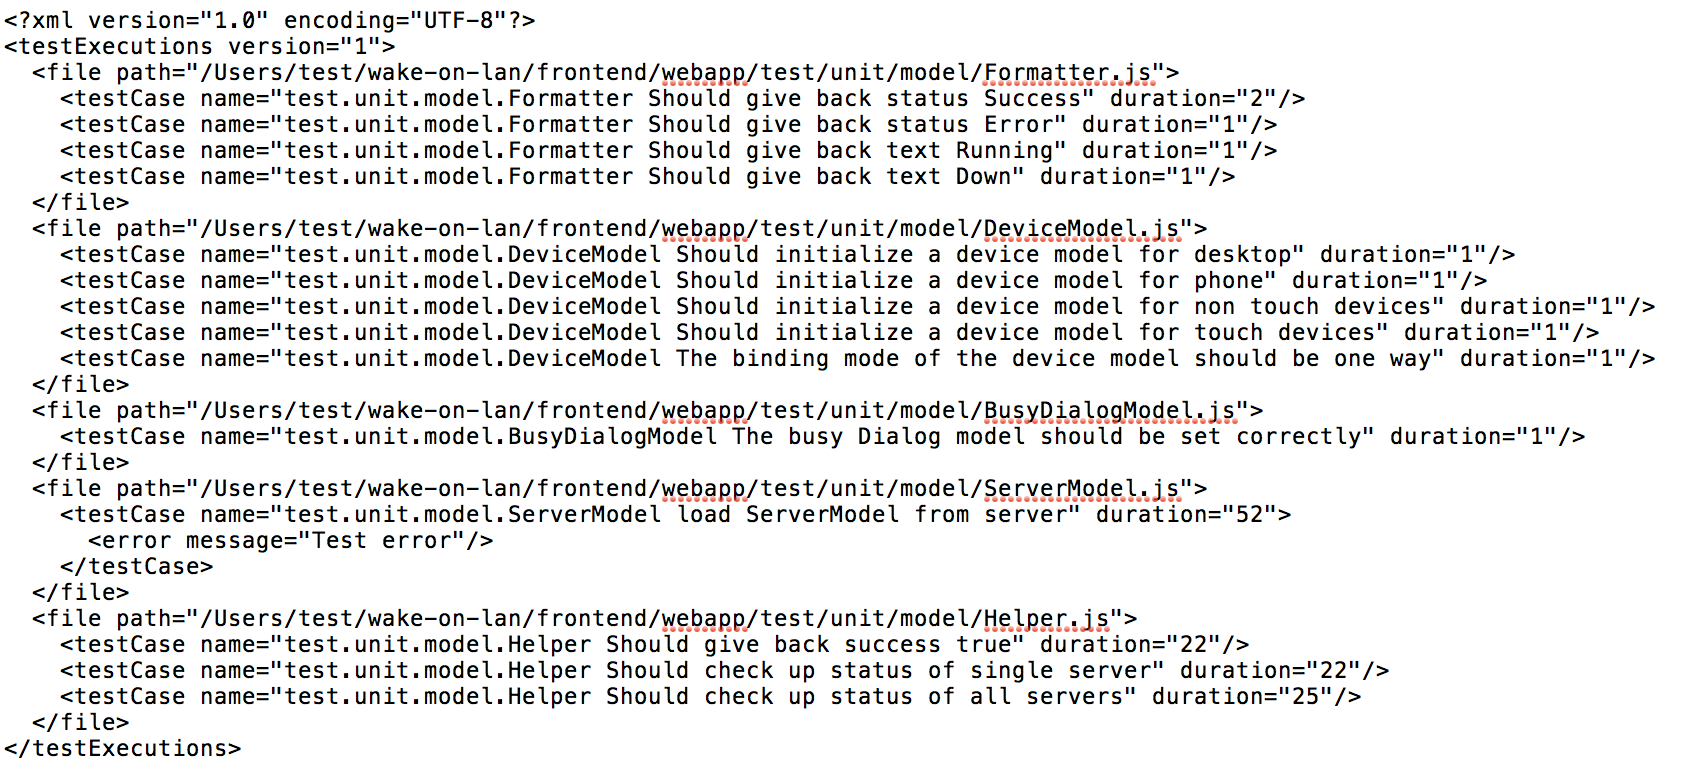 <?xml version="1.0" encoding="UTF-8"?>
<testExecutions version="1">
  <file path="/Users/test/wake-on-lan/frontend/webapp/test/unit/model/Formatter.js">
    <testCase name="test.unit.model.Formatter Should give back status Success" duration="2"/>
    <testCase name="test.unit.model.Formatter Should give back status Error" duration="1"/>
    <testCase name="test.unit.model.Formatter Should give back text Running" duration="1"/>
    <testCase name="test.unit.model.Formatter Should give back text Down" duration="1"/>
  </file>
  <file path="/Users/test/wake-on-lan/frontend/webapp/test/unit/model/DeviceModel.js">
    <testCase name="test.unit.model.DeviceModel Should initialize a device model for desktop" duration="1"/>
    <testCase name="test.unit.model.DeviceModel Should initialize a device model for phone" duration="1"/>
    <testCase name="test.unit.model.DeviceModel Should initialize a device model for non touch devices" duration="1"/>
    <testCase name="test.unit.model.DeviceModel Should initialize a device model for touch devices" duration="1"/>
    <testCase name="test.unit.model.DeviceModel The binding mode of the device model should be one way" duration="1"/>
  </file>
  <file path="/Users/test/wake-on-lan/frontend/webapp/test/unit/model/BusyDialogModel.js">
    <testCase name="test.unit.model.BusyDialogModel The busy Dialog model should be set correctly" duration="1"/>
  </file>
  <file path="/Users/test/wake-on-lan/frontend/webapp/test/unit/model/ServerModel.js">
    <testCase name="test.unit.model.ServerModel load ServerModel from server" duration="52">
      <error message="Test error"/>
    </testCase>
  </file>
  <file path="/Users/test/wake-on-lan/frontend/webapp/test/unit/model/Helper.js">
    <testCase name="test.unit.model.Helper Should give back success true" duration="22"/>
    <testCase name="test.unit.model.Helper Should check up status of single server" duration="22"/>
    <testCase name="test.unit.model.Helper Should check up status of all servers" duration="25"/>
  </file>
</testExecutions>